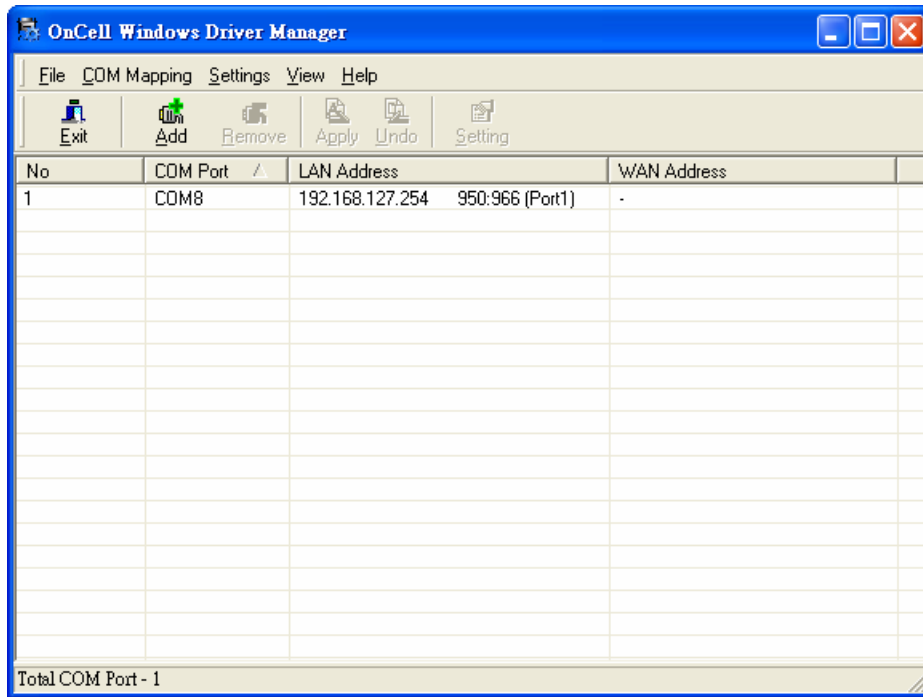 OnCell Windows Driver Manager
File COM Mapping Settings View Help
Exit Add Remove Apply Undo Setting
No COM Port LAN Address WAN Address
1 COM8 192.168.127.254 950:966 (Port1) -
Total COM Port - 1